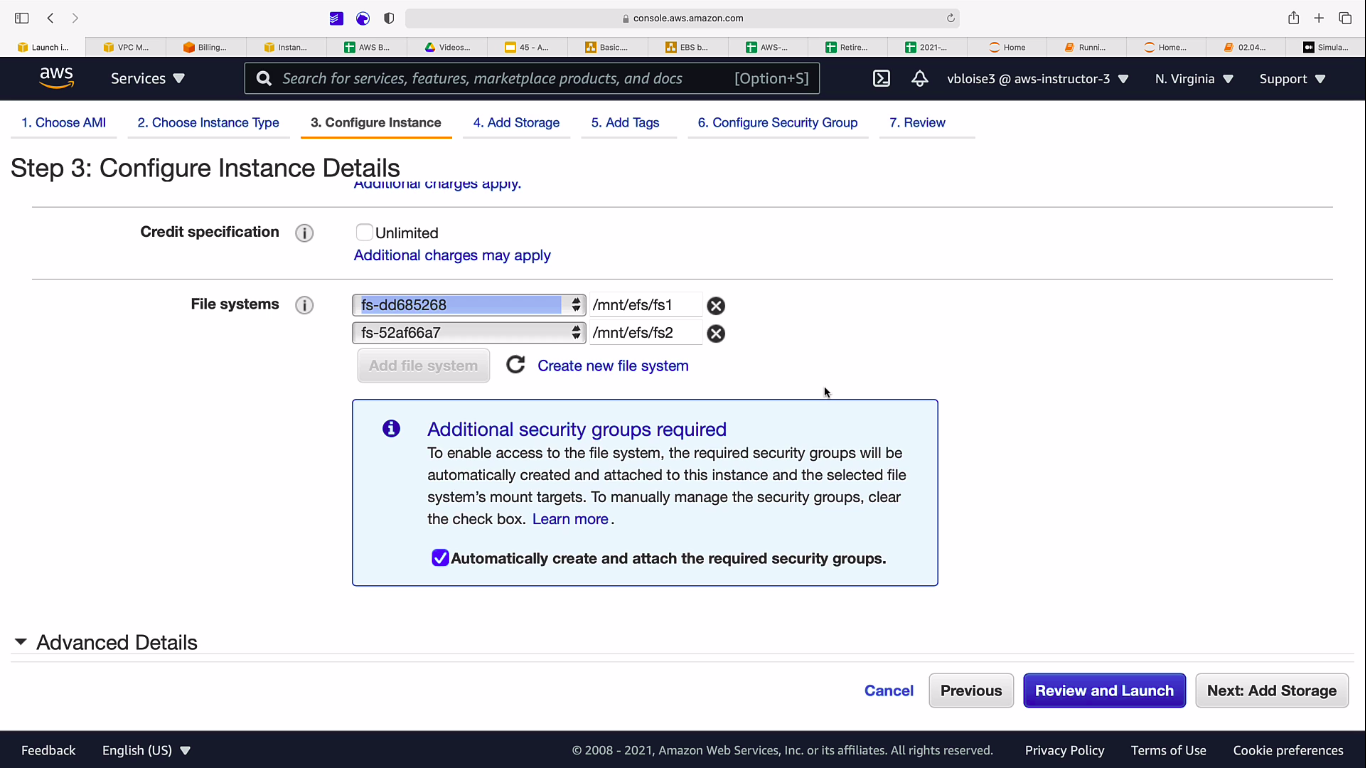 console.aws.amazon.com
Launch i...
VPC M...
Billing...
Instan...
AWS B...
Videos...
45 - A...
Basic....
EBS b...
AWS-...
Retire...
2021-...
Home
Runni...
Home...
02.04...
Simula...
aws
Services
Search for services, features, marketplace products, and docs
[Option+S]
vbloise3 @ aws-instructor-3
N. Virginia
Support
1. Choose AMI
2. Choose Instance Type
3. Configure Instance
4. Add Storage
5. Add Tags
6. Configure Security Group
7. Review
Step 3: Configure Instance Details
Additional charges apply.
Credit specification
Unlimited
Additional charges may apply
File systems
fs-dd685268
/mnt/efs/fs1
fs-52af66a7
/mnt/efs/fs2
Add file system
Create new file system
Additional security groups required
To enable access to the file system, the required security groups will be
automatically created and attached to this instance and the selected file
system's mount targets. To manually manage the security groups, clear
the check box. Learn more.
Automatically create and attach the required security groups.
Advanced Details
Cancel
Previous
Review and Launch
Next: Add Storage
Feedback
English (US)
© 2008 - 2021, Amazon Web Services, Inc. or its affiliates. All rights reserved.
Privacy Policy
Terms of Use
Cookie preferences